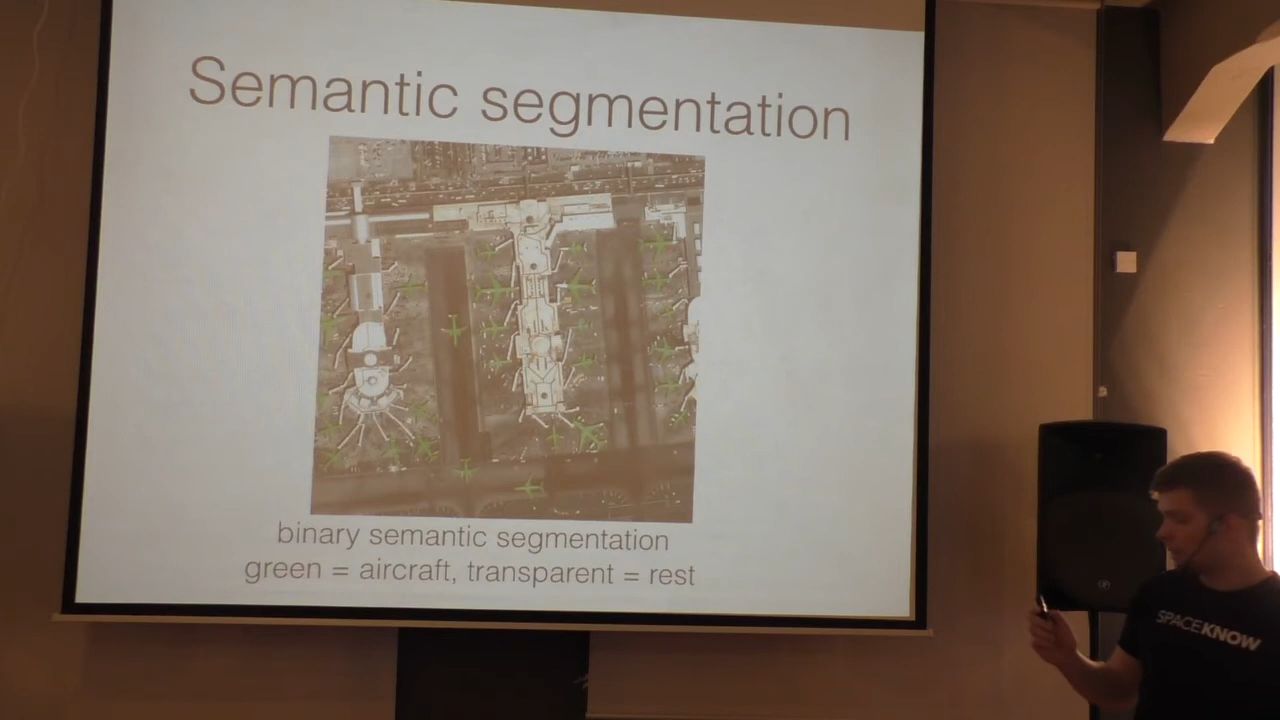 Semantic segmentation
binary semantic segmentation
green = aircraft, transparent = rest
SPACEKNOW